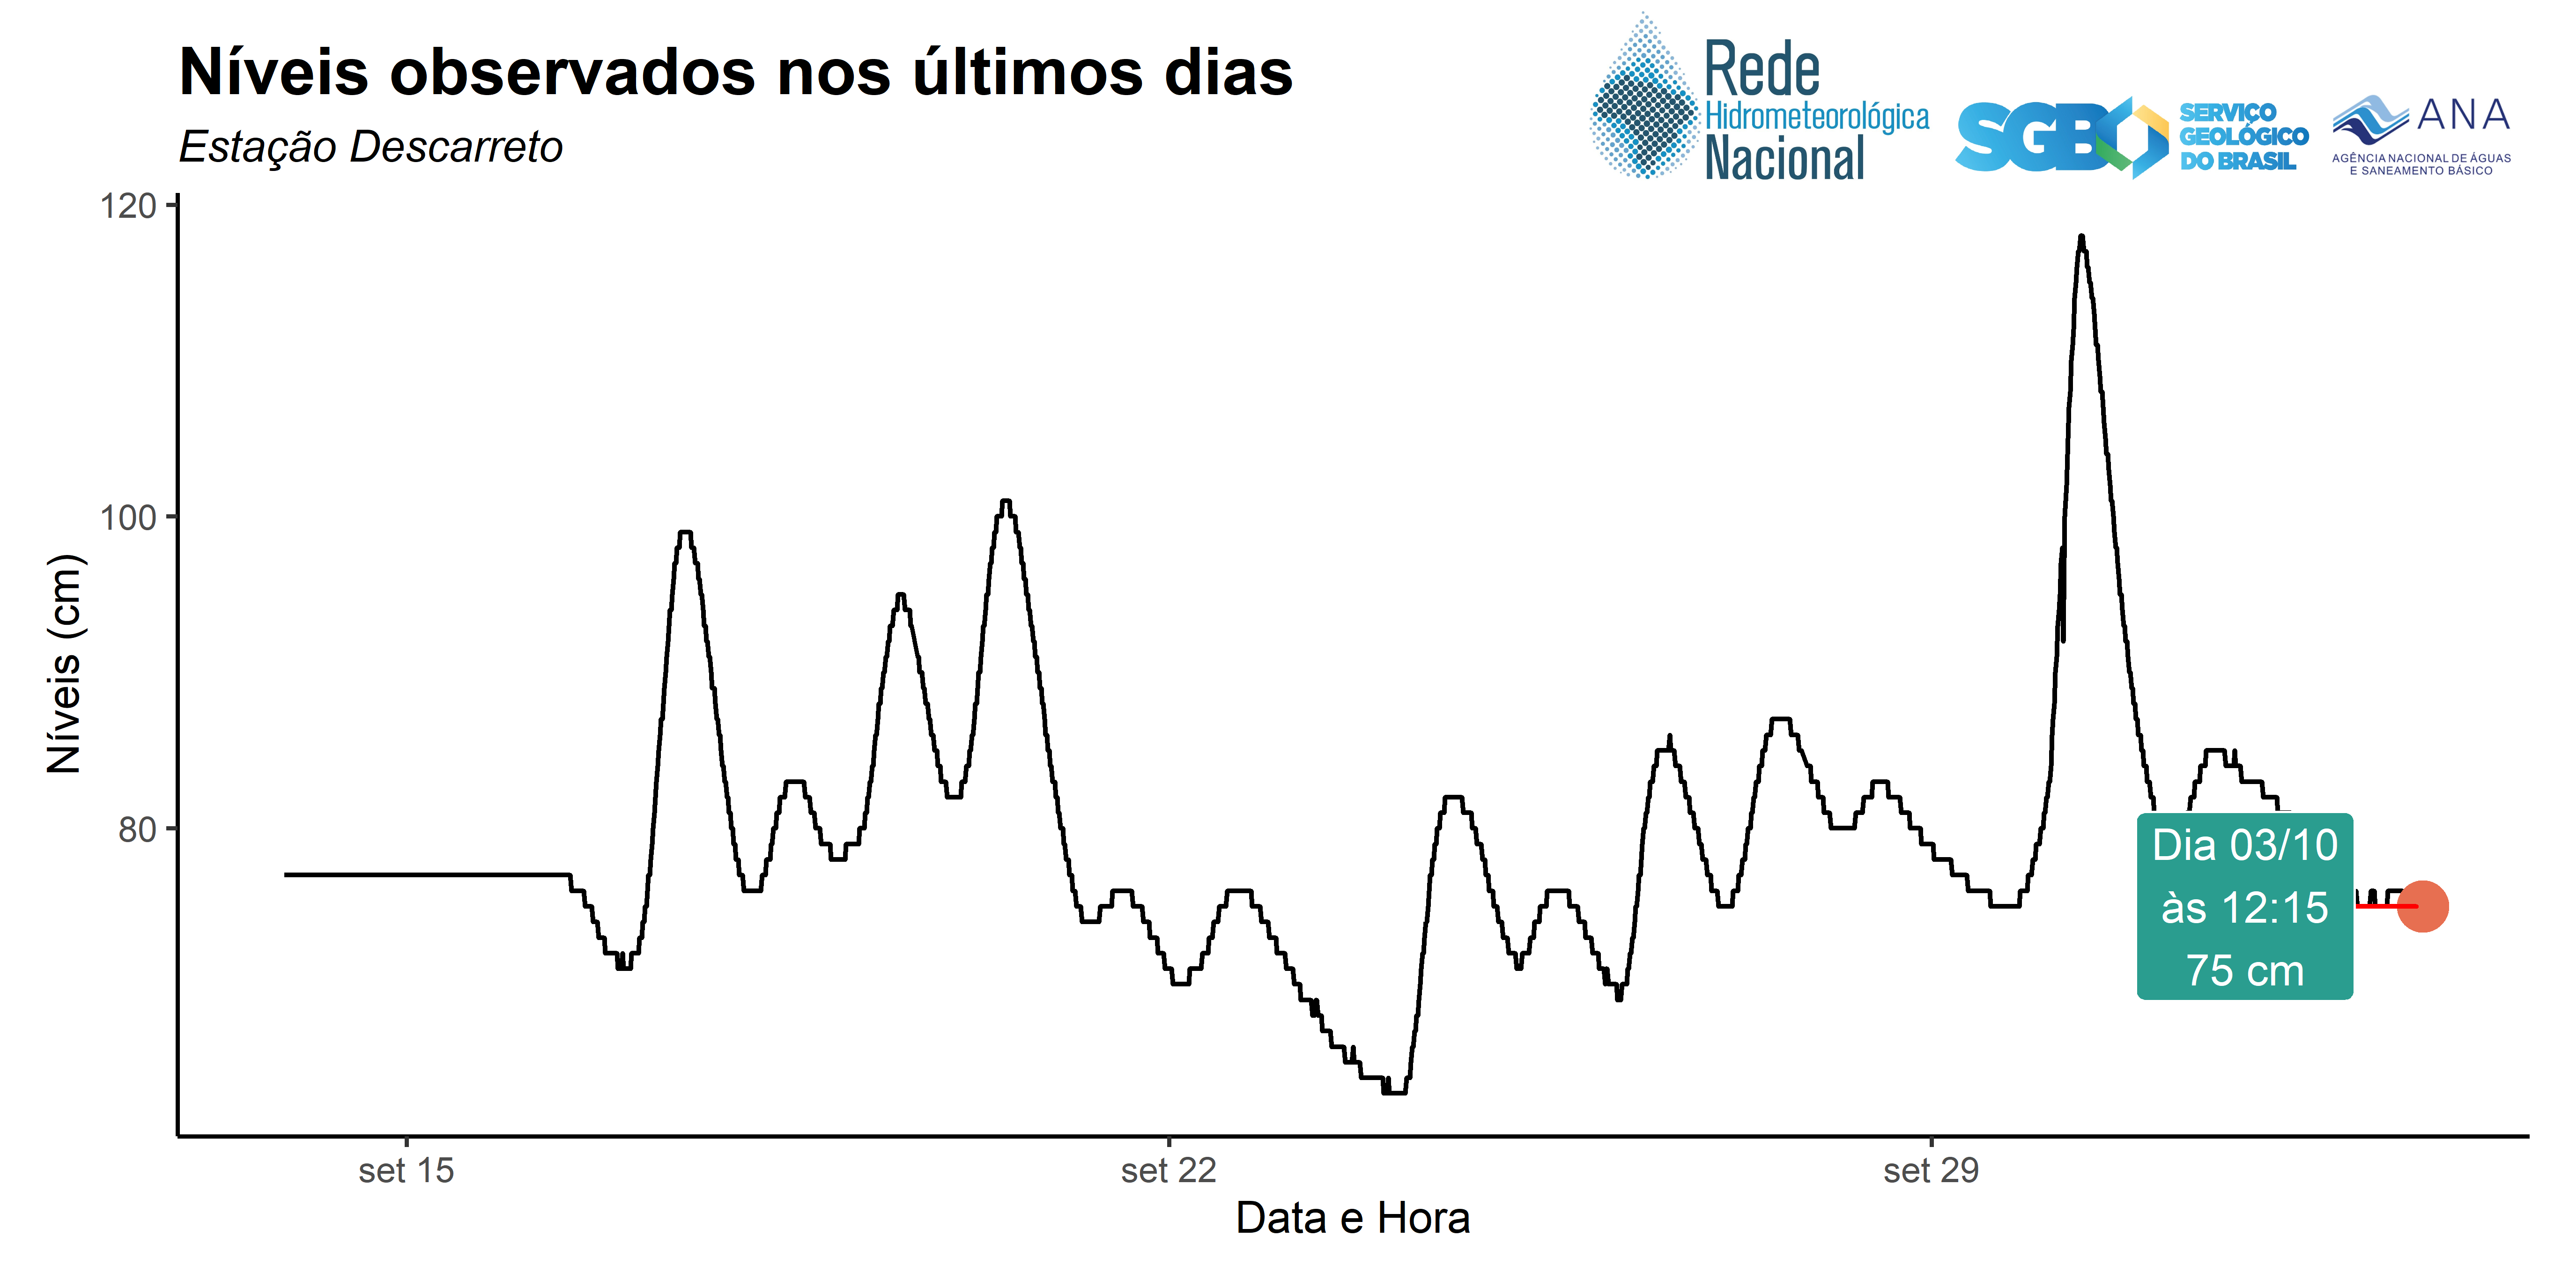 Níveis observados nos últimos dias
Estação Descarreto
Rede
Hidrometeorológica
Nacional
SGB
SERVIÇO
GEOLÓGICO
DO BRASIL
ANA
AGÊNCIA NACIONAL DE ÁGUAS
E SANEAMENTO BÁSICO
120
100
80
Níveis (cm)
Dia 03/10
às 12:15
75 cm
set 15
set 22
set 29
Data e Hora